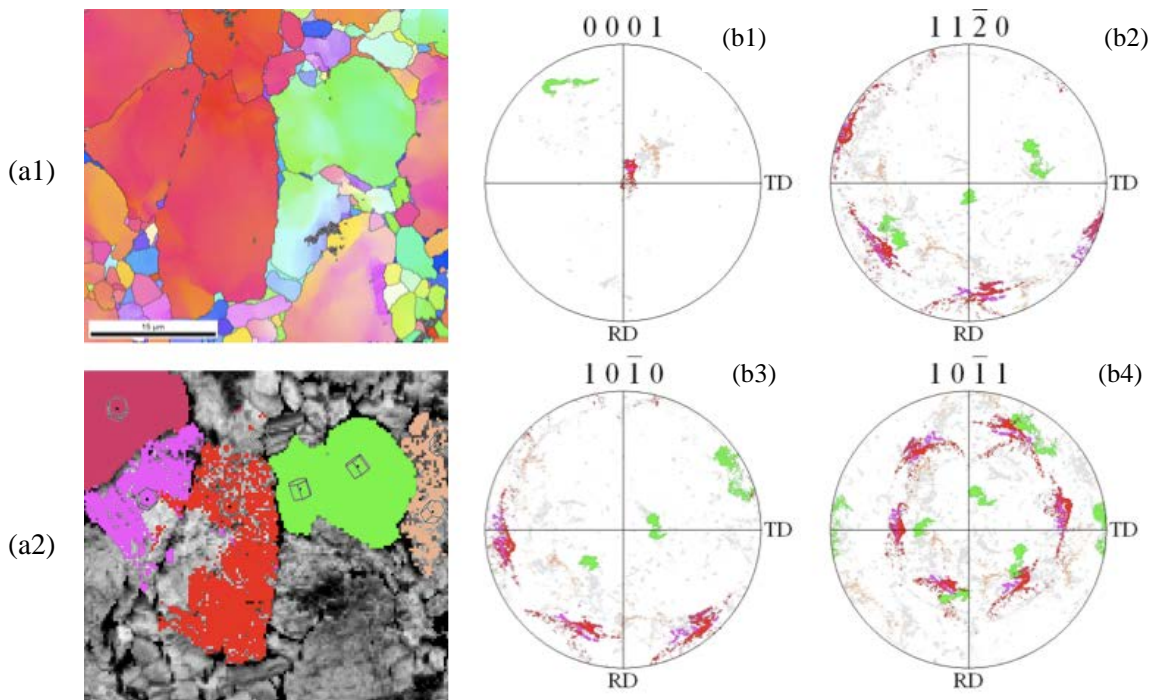 0 0 0 1
(b1)
1 1 2̅ 0
(b2)
(a1)
TD
TD
15 µm
RD
RD
1 0 1̅ 0
(b3)
1 0 1̅ 1
(b4)
(a2)
TD
TD
RD
RD